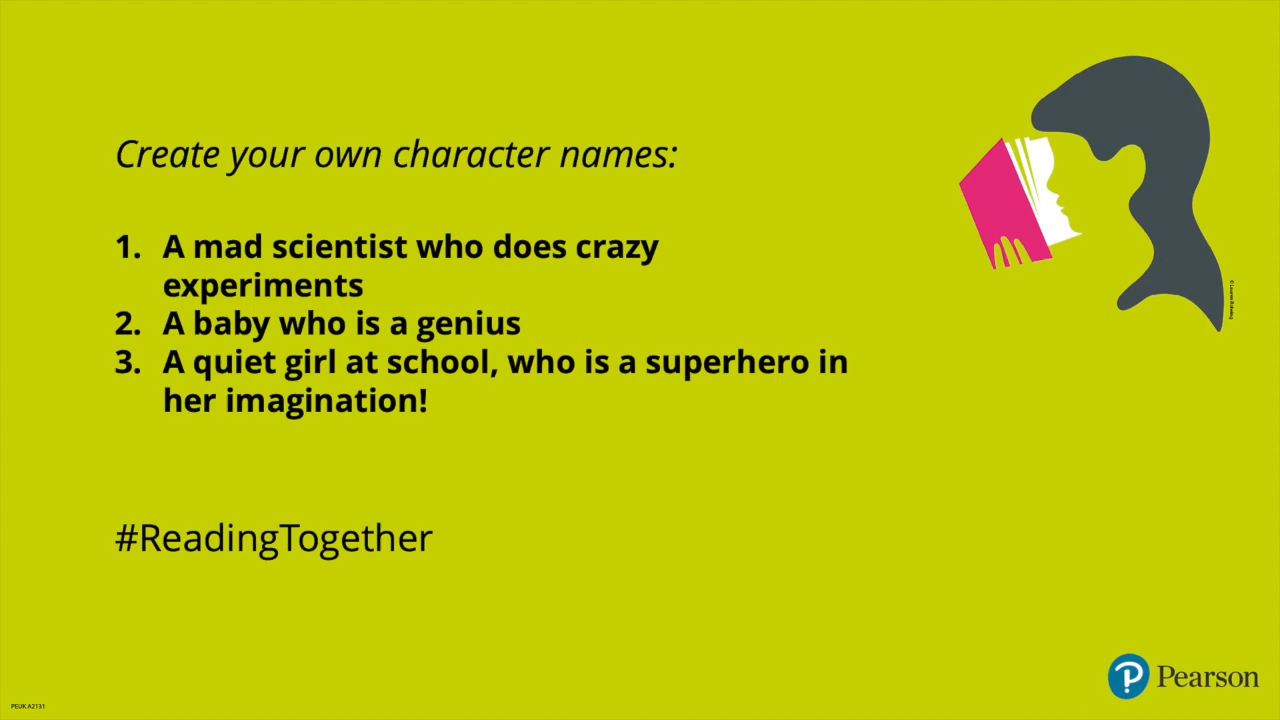 Create your own character names:
1. A mad scientist who does crazy
experiments
2. A baby who is a genius
3. A quiet girl at school, who is a superhero in
her imagination!
#ReadingTogether
Pearson
PEUK A2131